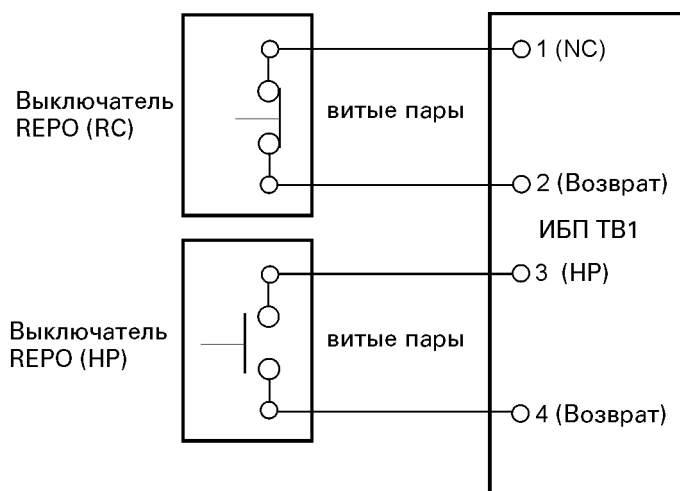 1 (NC)
Выключатель
REPO (RC)
витые пары
2 (Возврат)
ИБП ТВ1
3 (НР)
Выключатель
REPO (НР)
витые пары
4 (Возврат)